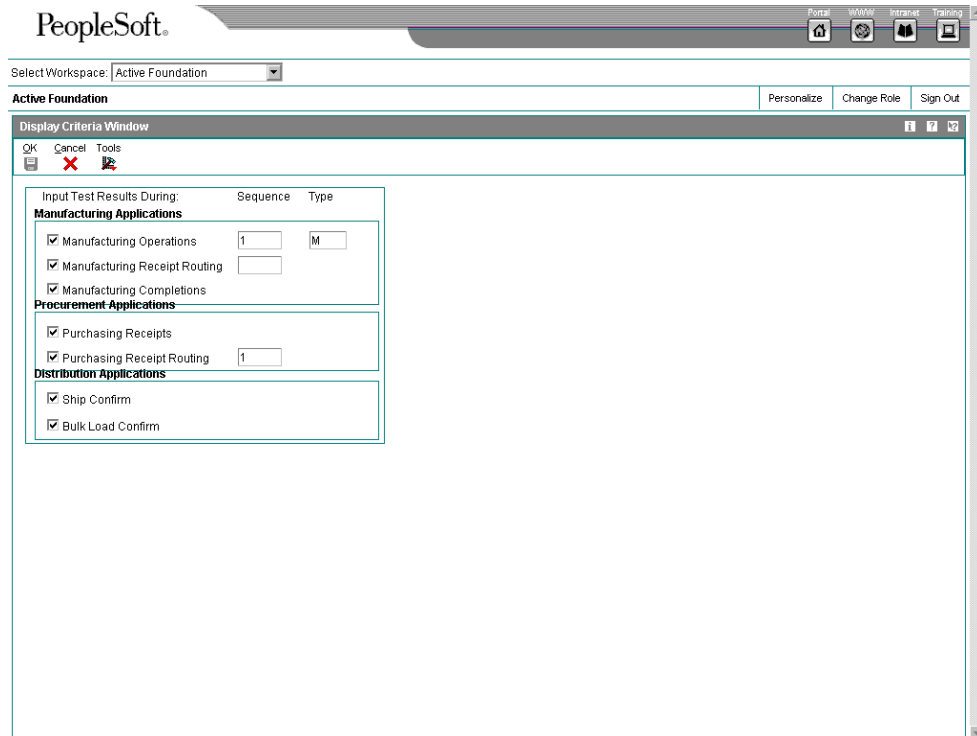 PeopleSoft®
Portal WWW Intranet Training
Select Workspace: Active Foundation
Active Foundation Personalize Change Role Sign Out
Display Criteria Window
OK Cancel Tools
Input Test Results During: Sequence Type
Manufacturing Applications
Manufacturing Operations 1 M
Manufacturing Receipt Routing
Manufacturing Completions
Procurement Applications
Purchasing Receipts
Purchasing Receipt Routing 1
Distribution Applications
Ship Confirm
Bulk Load Confirm